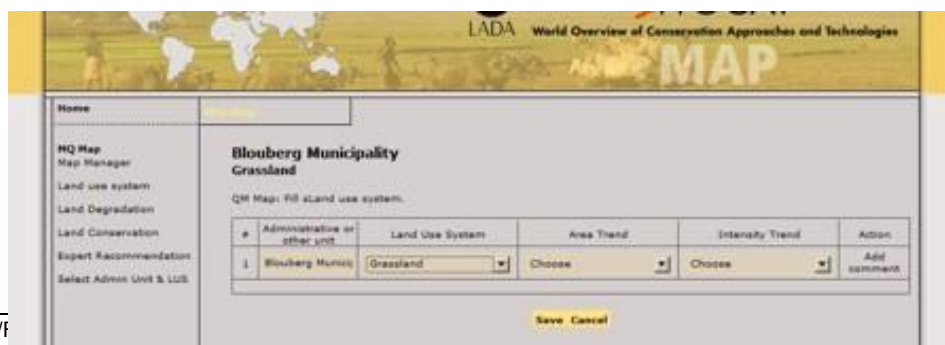 LADA World Overview of Conservation Approaches and Technologies
MAP
Home
MQ Map
Map Manager
Land use system
Land Degradation
Land Conservation
Expert Recommendation
Select Admin Unit & LUS
Blouberg Municipality
Grassland
QM Map: Fill sLand use system.
# Administrative or other unit Land Use System Area Trend Intensity Trend Action
1 Blouberg Municip Grassland Choose Choose Add comment
Save Cancel